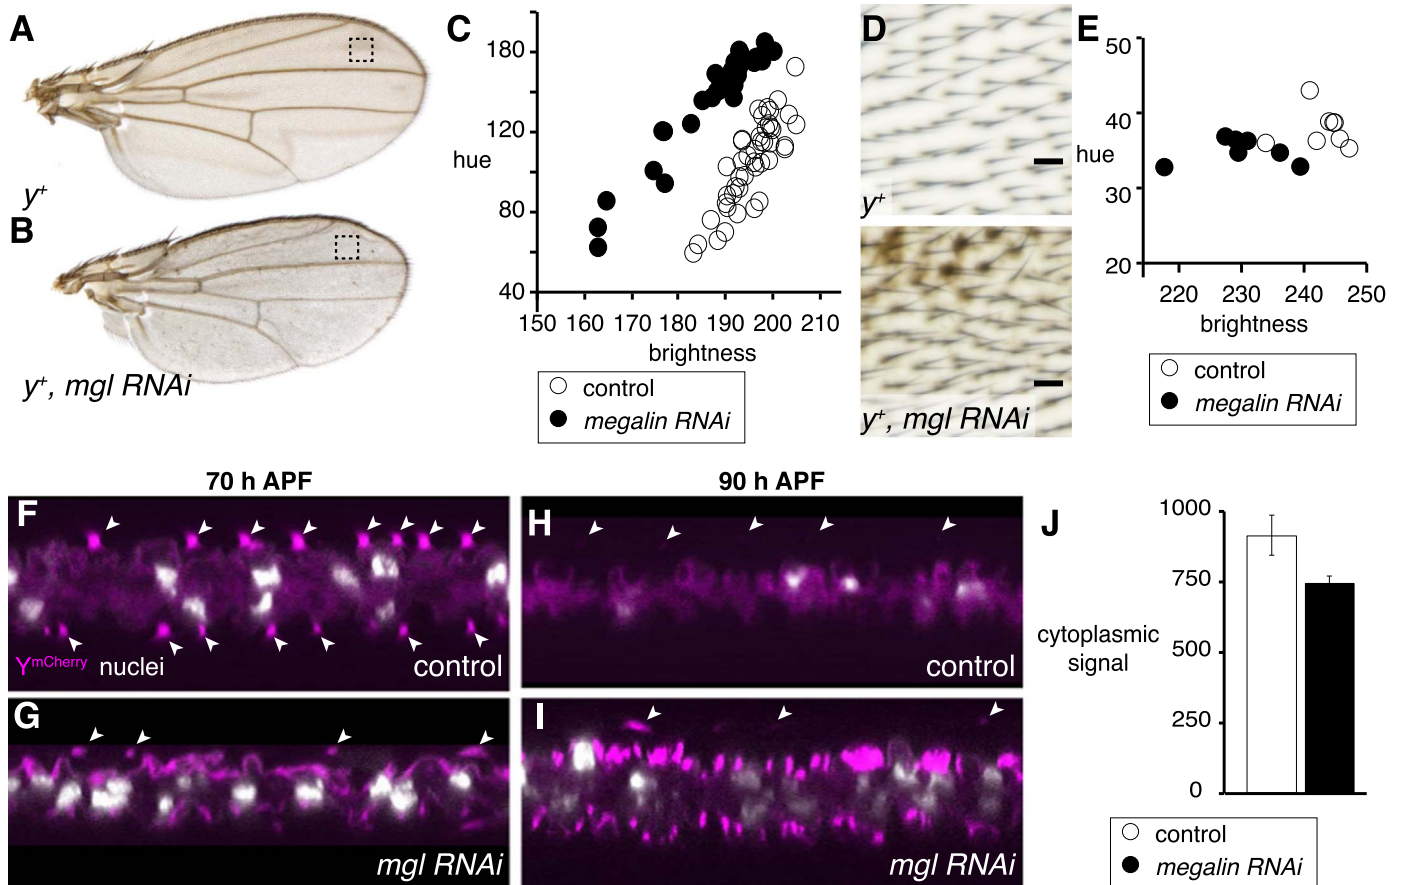 A
y+
B
y+, mgl RNAi
C
180
120
80
40
hue
150 160 170 180 190 200 210
brightness
control
megalin RNAi
D
y+
y+, mgl RNAi
E
50
40
30
20
hue
220 230 240 250
brightness
control
megalin RNAi
70 h APF
90 h APF
F
YmCherry nuclei control
G
mgl RNAi
H
control
I
mgl RNAi
J
1000
750
500
250
0
cytoplasmic
signal
control
megalin RNAi